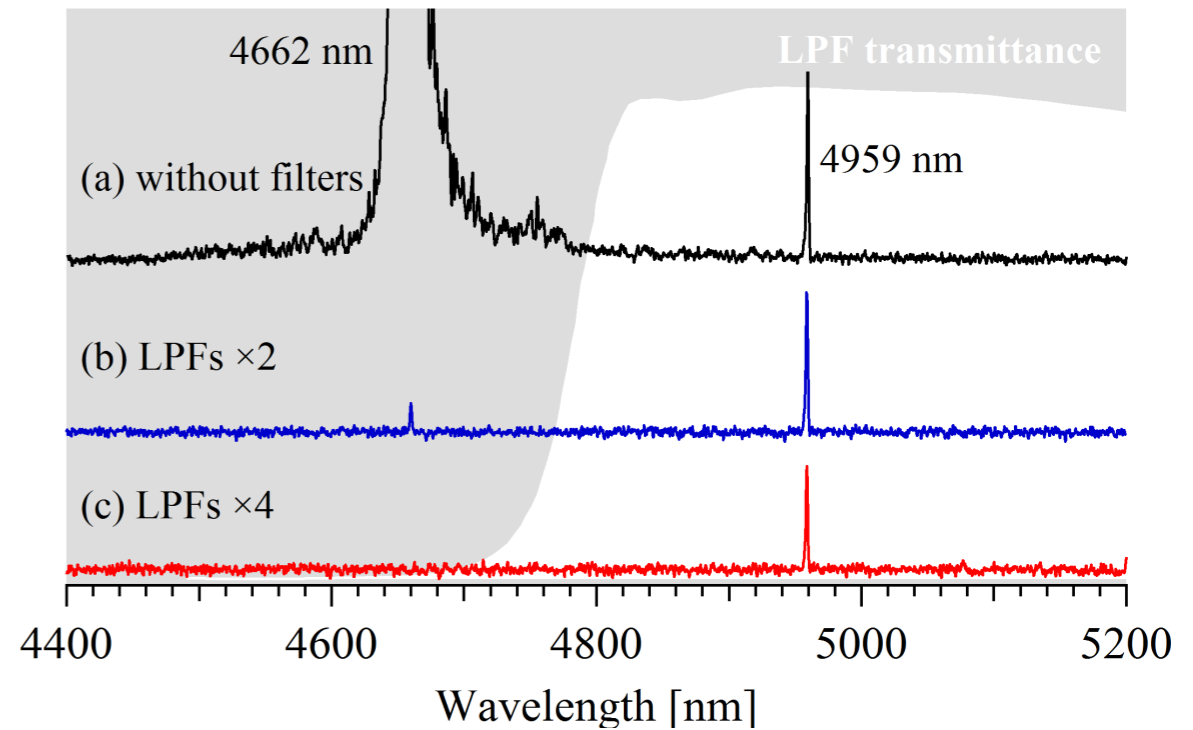 4662 nm
LPF transmittance
4959 nm
(a) without filters
(b) LPFs ×2
(c) LPFs ×4
4400 4600 4800 5000 5200
Wavelength [nm]